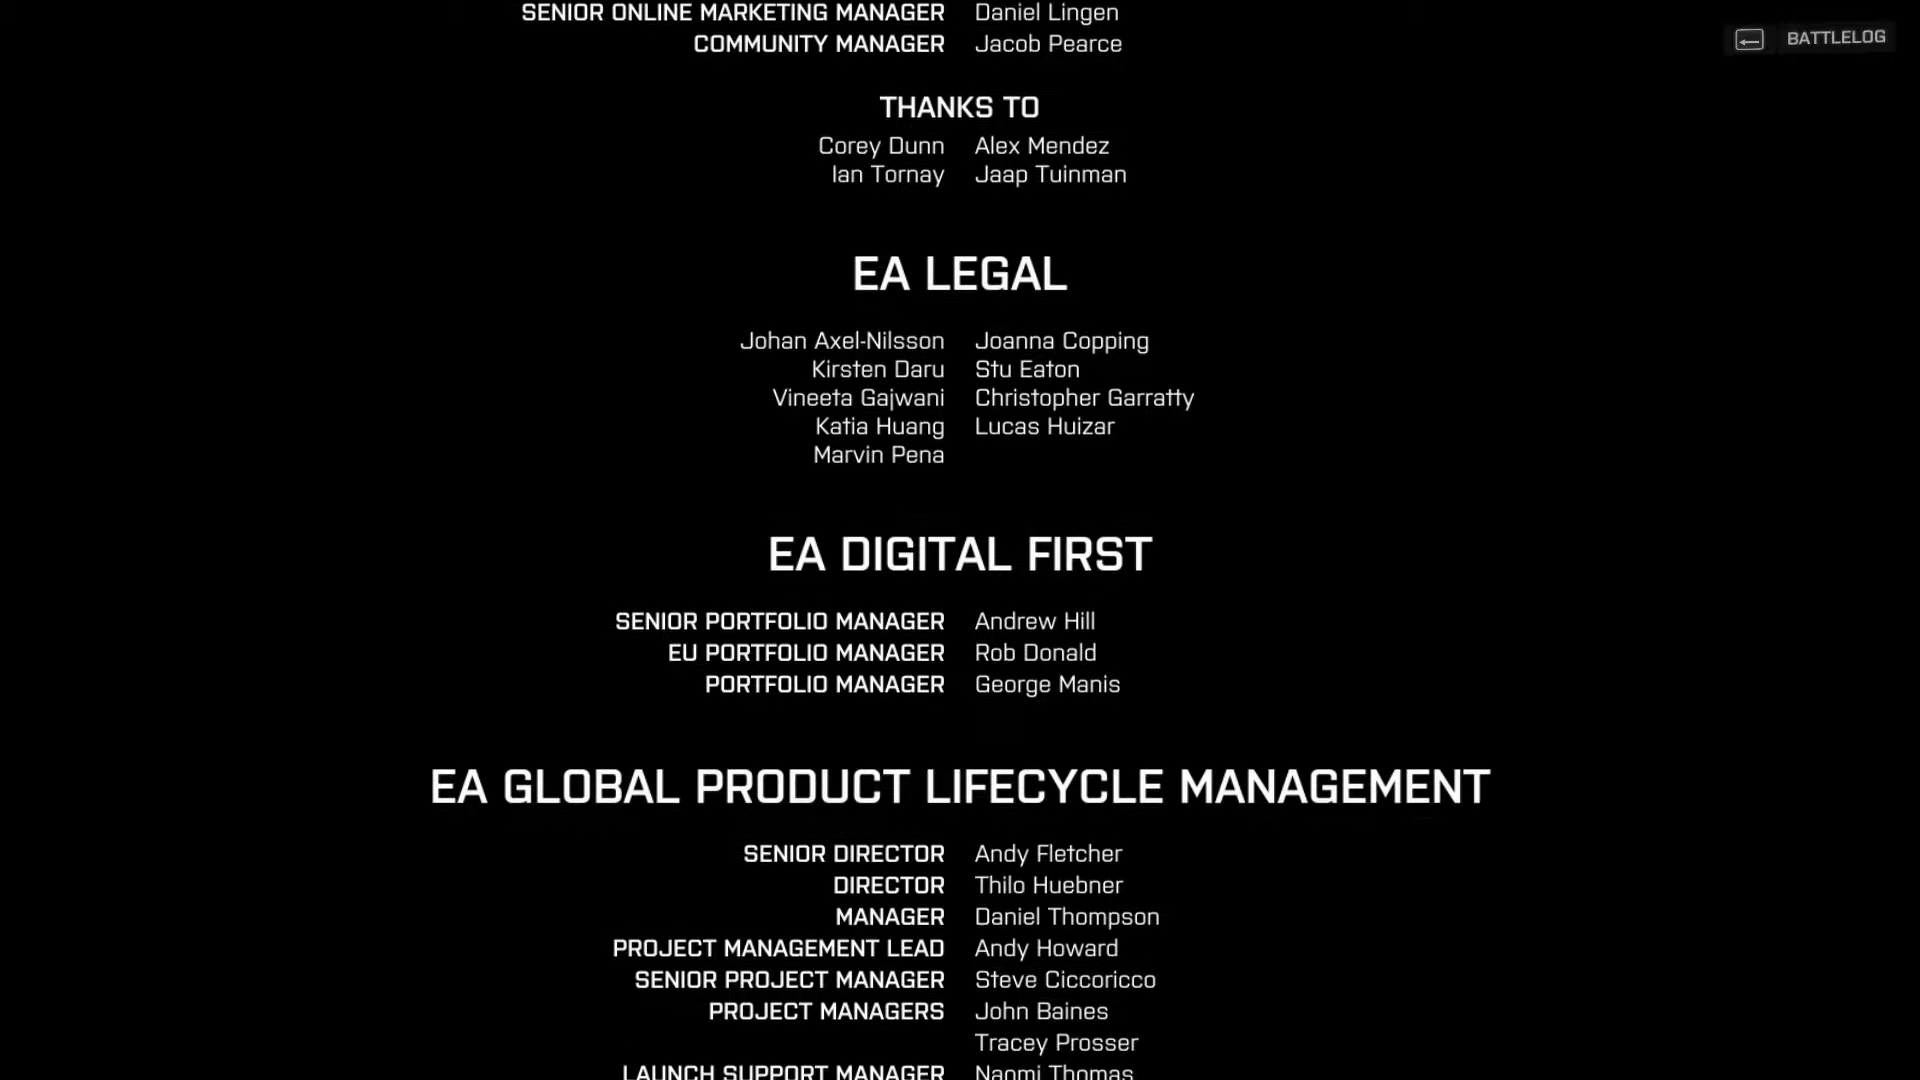 SENIOR ONLINE MARKETING MANAGER Daniel Lingen
COMMUNITY MANAGER Jacob Pearce
BATTLELOG
THANKS TO
Corey Dunn Alex Mendez
Ian Tornay Jaap Tuinman
EA LEGAL
Johan Axel-Nilsson Joanna Copping
Kirsten Daru Stu Eaton
Vineeta Gajwani Christopher Garratty
Katia Huang Lucas Huizar
Marvin Pena
EA DIGITAL FIRST
SENIOR PORTFOLIO MANAGER Andrew Hill
EU PORTFOLIO MANAGER Rob Donald
PORTFOLIO MANAGER George Manis
EA GLOBAL PRODUCT LIFECYCLE MANAGEMENT
SENIOR DIRECTOR Andy Fletcher
DIRECTOR Thilo Huebner
MANAGER Daniel Thompson
PROJECT MANAGEMENT LEAD Andy Howard
SENIOR PROJECT MANAGER Steve Ciccoricco
PROJECT MANAGERS John Baines
Tracey Prosser
LAUNCH SUPPORT MANAGER Naomi Thomas